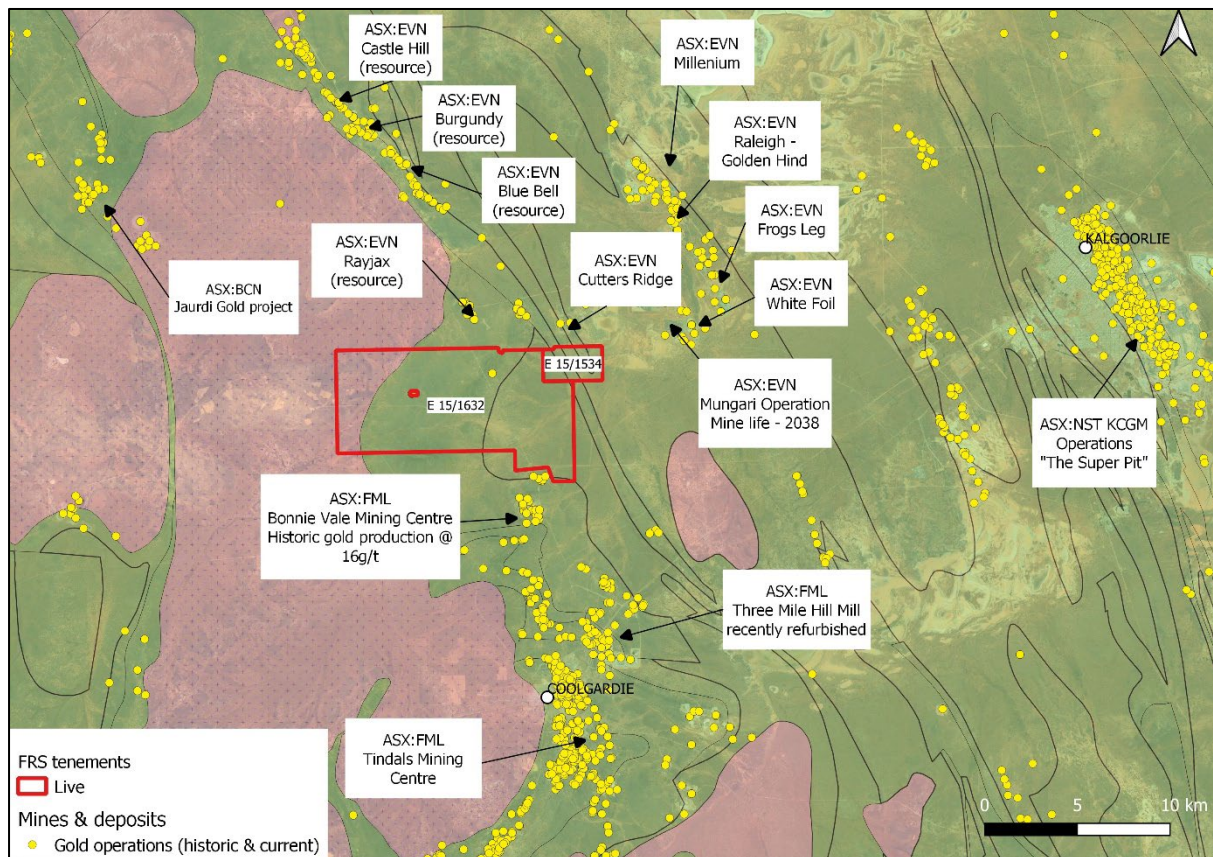 ASX:EVN
Castle Hill
(resource)
ASX:EVN
Burgundy
(resource)
ASX:EVN
Blue Bell
(resource)
ASX:EVN
Millenium
ASX:EVN
Raleigh -
Golden Hind
ASX:EVN
Frogs Leg
ASX:EVN
Rayjax
(resource)
ASX:EVN
Cutters Ridge
ASX:EVN
White Foil
KALGOORLIE
ASX:BCN
Jaurdi Gold project
E 15/1534
E 15/1632
ASX:EVN
Mungari Operation
Mine life - 2038
ASX:NST KCGM
Operations
"The Super Pit"
ASX:FML
Bonnie Vale Mining Centre
Historic gold production @
16g/t
ASX:FML
Three Mile Hill Mill
recently refurbished
COOLGARDIE
ASX:FML
Tindals Mining
Centre
FRS tenements
Live
Mines & deposits
Gold operations (historic & current)
0 5 10 km